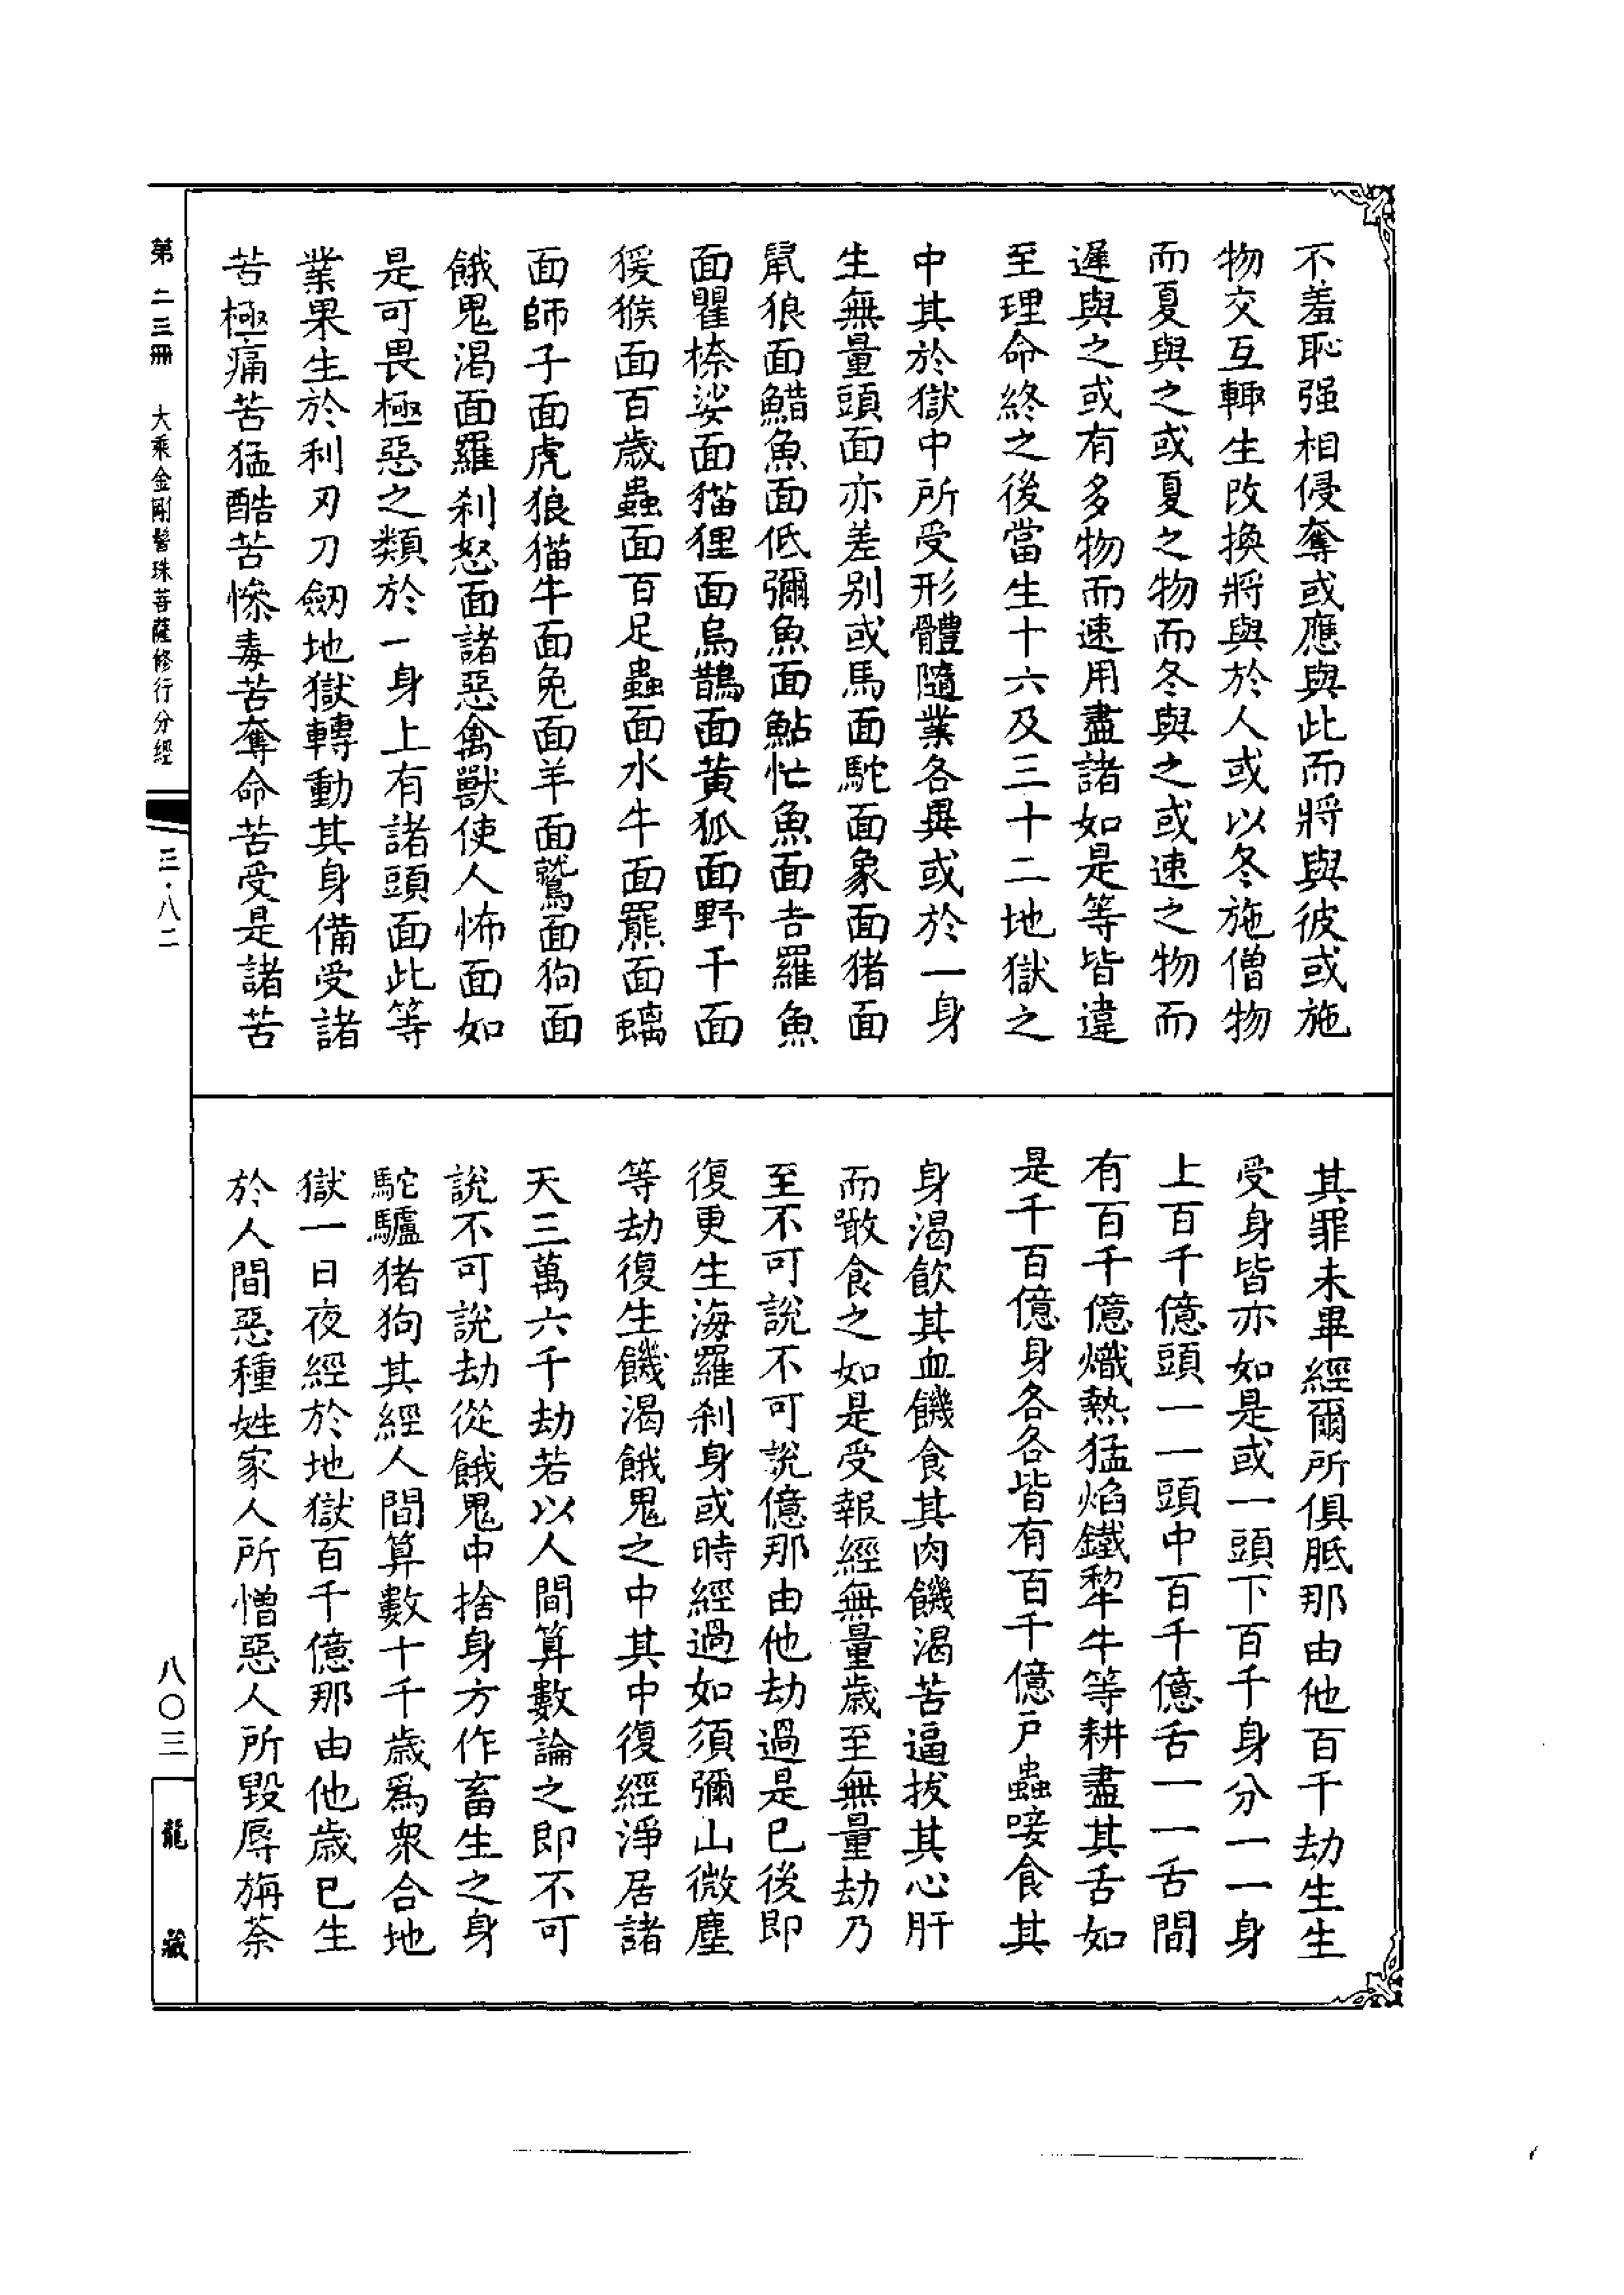 不羞恥强相侵奪或應與此而將與彼或施
物交互輙生改換將與於人或以冬施僧物
而夏與之或夏之物而冬與之或速之物而
遲與之或有多物而速用盡諸如是等皆違
至理命終之後當生十六及三十二地獄之
中其於獄中所受形體隨業各異或於一身
生無量頭面亦差别或馬面駝面象面猪面
鼠狼面鯌魚面低彌魚面鮎忙魚面吉羅魚
面瞿㮈娑面猫狸面烏鵲面黄狐面野干面
猨猴面百歲蟲面百足蟲面水牛面羆面螭
面師子面虎狼猫牛面兔面羊面鷲面狗面
餓鬼渴面羅刹怒面諸惡禽獸使人怖面如
是可畏極惡之類於一身上有諸頭面此等
業果生於利刃刀劒地獄轉動其身備受諸
苦極痛苦猛酷苦慘毒苦奪命苦受是諸苦
其罪未畢經爾所俱胝那由他百千劫生生
受身皆亦如是或一頭下百千身分一一身
上百千億頭一一頭中百千億舌一一舌間
有百千億熾熱猛焰鐵犂牛等耕盡其舌如
是千百億身各各皆有百千億戶蟲唼食其
身渴飮其血饑食其肉饑渴苦逼拔其心肝
而噉食之如是受報經無量歲至無量劫乃
至不可說不可說億那由他劫過是已後即
復更生海羅刹身或時經過如須彌山微塵
等劫復生饑渴餓鬼之中其中復經淨居諸
天三萬六千劫若以人間算數論之即不可
說不可說劫從餓鬼中捨身方作畜生之身
駝驢猪狗其經人間算數十千歲爲衆合地
獄一日夜經於地獄百千億那由他歲已生
於人間惡種姓家人所憎惡人所毀辱旃荼
第二三冊　大乘金剛髻珠菩薩修行分經
三·八二
八〇三
龍藏